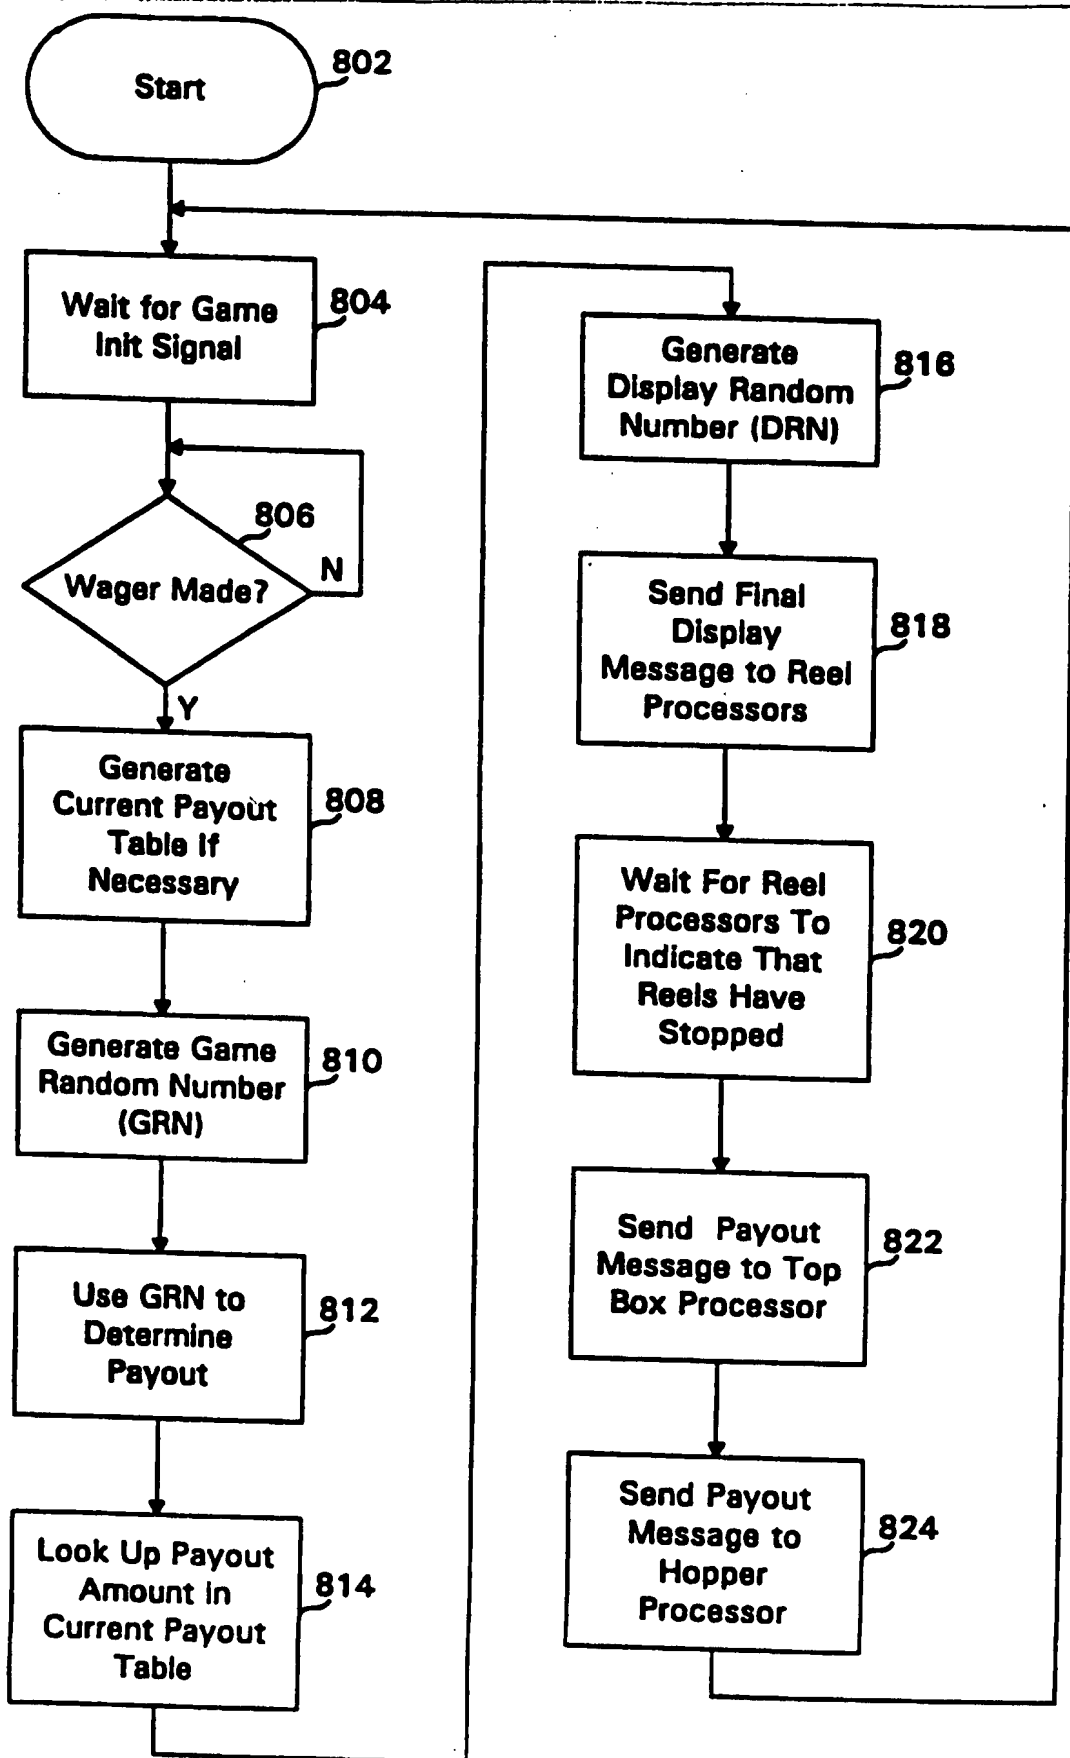 Start
802
Wait for Game
Init Signal
804
Wager Made?
806
N
Y
Generate
Current Payout
Table If
Necessary
808
Generate Game
Random Number
(GRN)
810
Use GRN to
Determine
Payout
812
Look Up Payout
Amount in
Current Payout
Table
814
Generate
Display Random
Number (DRN)
816
Send Final
Display
Message to Reel
Processors
818
Wait For Reel
Processors To
Indicate That
Reels Have
Stopped
820
Send Payout
Message to Top
Box Processor
822
Send Payout
Message to
Hopper
Processor
824